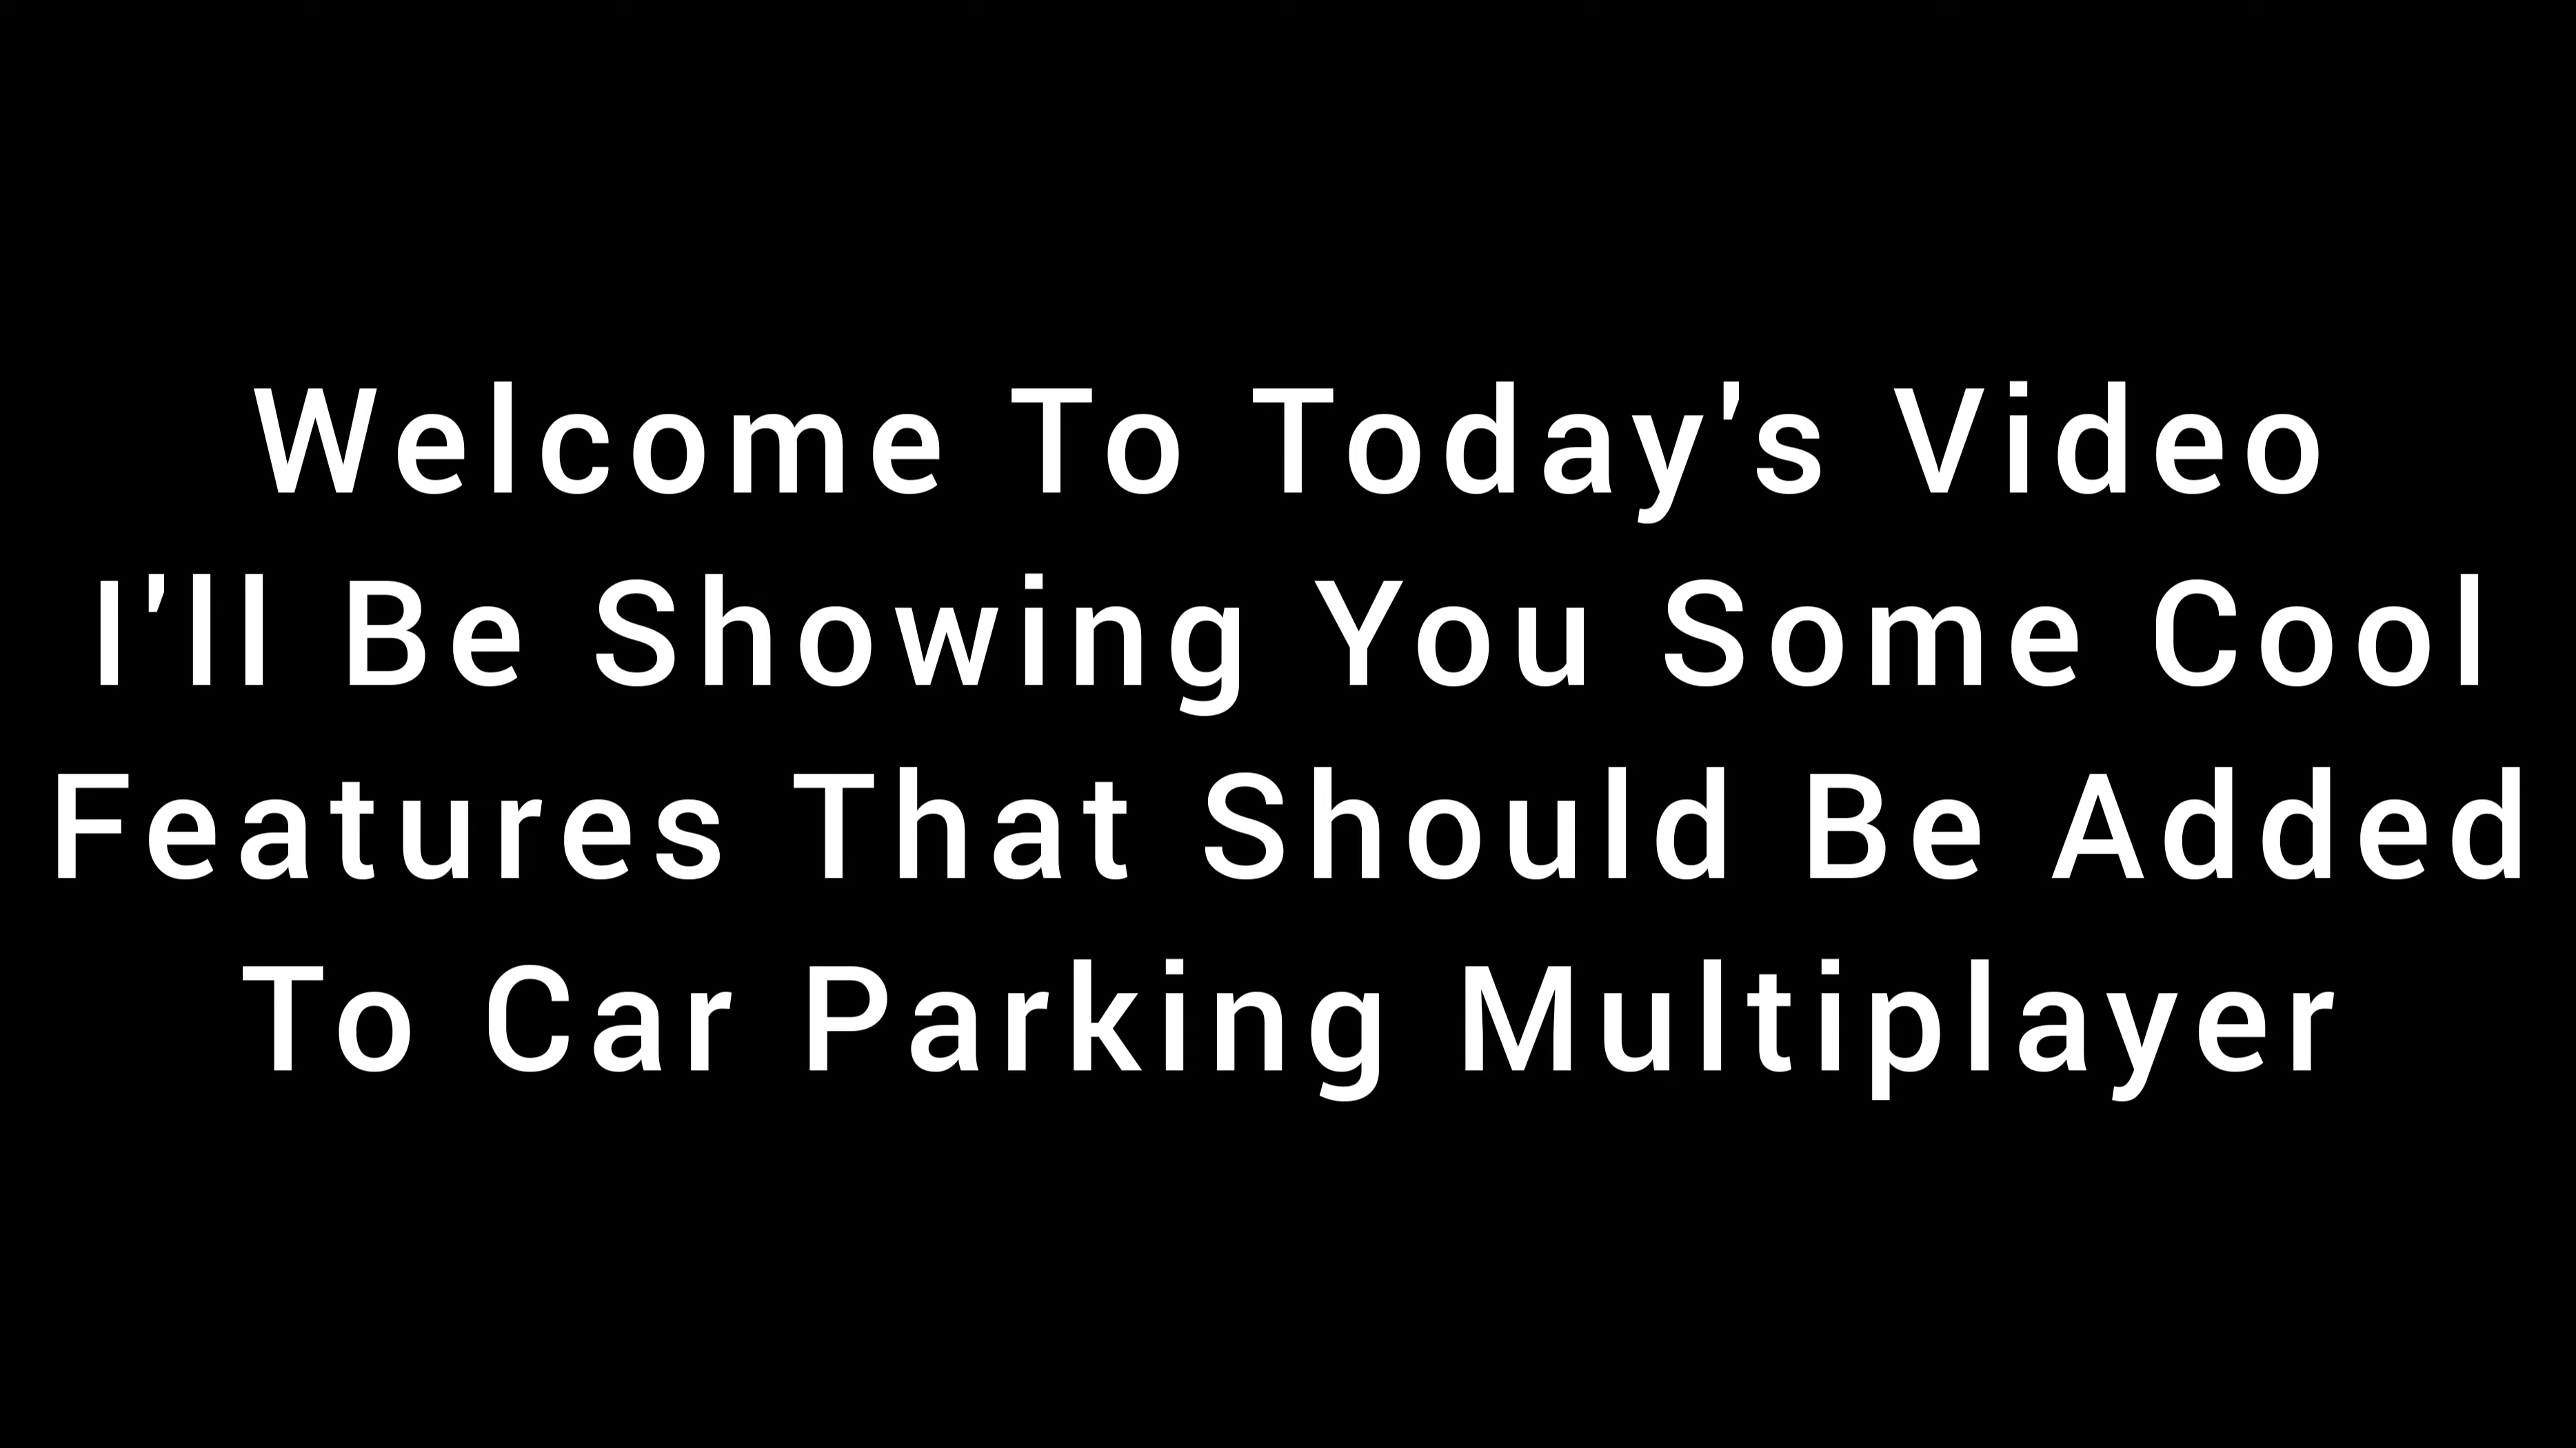 Welcome To Today's Video
I'll Be Showing You Some Cool
Features That Should Be Added
To Car Parking Multiplayer